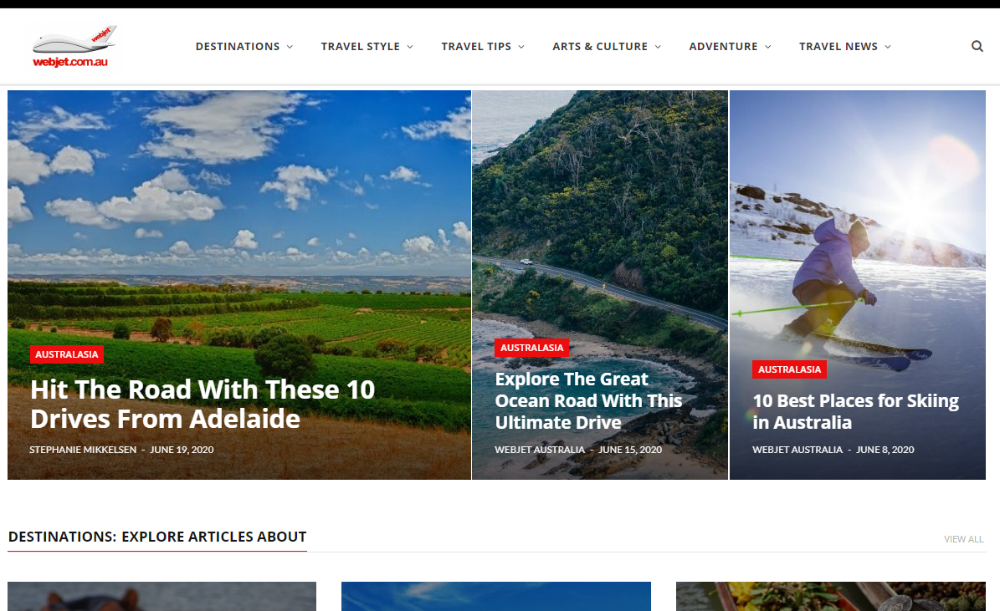 webjet
webjet.com.au
DESTINATIONS
TRAVEL STYLE
TRAVEL TIPS
ARTS & CULTURE
ADVENTURE
TRAVEL NEWS
AUSTRALASIA
Hit The Road With These 10
Drives From Adelaide
STEPHANIE MIKKELSEN - JUNE 19, 2020
AUSTRALASIA
Explore The Great
Ocean Road With This
Ultimate Drive
WEBJET AUSTRALIA - JUNE 15, 2020
AUSTRALASIA
10 Best Places for Skiing
in Australia
WEBJET AUSTRALIA - JUNE 8, 2020
DESTINATIONS: EXPLORE ARTICLES ABOUT
VIEW ALL